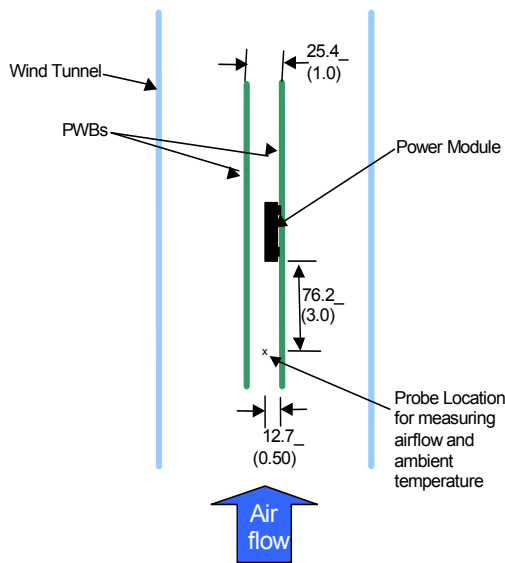 25.4_
(1.0)
Wind Tunnel
PWBs
Power Module
76.2_
(3.0)
x
Probe Location
for measuring
airflow and
ambient
temperature
12.7_
(0.50)
Air
flow